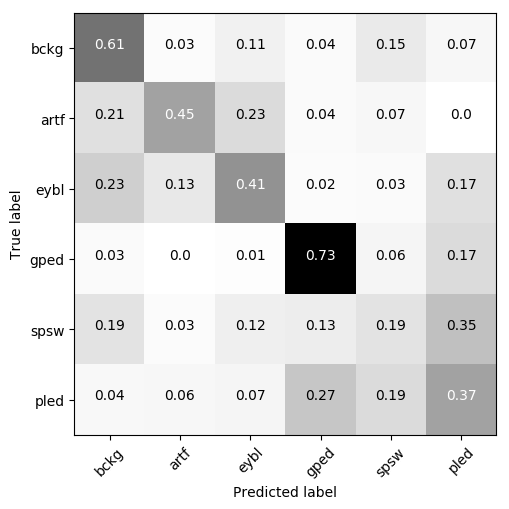 bckg 0.61 0.03 0.11 0.04 0.15 0.07
artf 0.21 0.45 0.23 0.04 0.07 0.0
eybl 0.23 0.13 0.41 0.02 0.03 0.17
gped 0.03 0.0 0.01 0.73 0.06 0.17
spsw 0.19 0.03 0.12 0.13 0.19 0.35
pled 0.04 0.06 0.07 0.27 0.19 0.37
True label
bckg artf eybl gped spsw pled
Predicted label